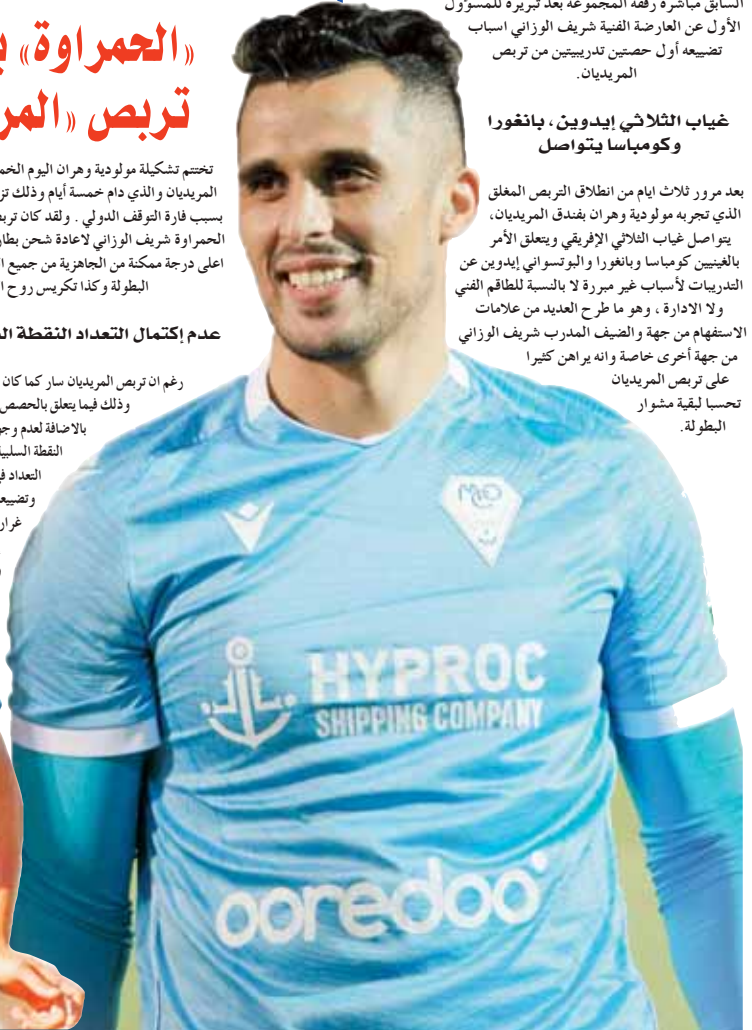 السابق مباشرة رفقة المجموعة بعد تبريره للمسؤول
الأول عن العارضة الفنية شريف الوزاني اسباب
تضييعه أول حصتين تدريبيتين من تربص
المريديان.
غياب الثلاثي إيدوين، بانغورا
وكومباسا يتواصل
بعد مرور ثلاث ايام من انطلاق التربص المغلق
الذي تجريه مولودية وهران بفندق المريديان،
يتواصل غياب الثلاثي الإفريقي ويتعلق الأمر
بالغينيين كومباسا وبانغورا والبوتسواني إيدوين عن
التدريبات لأسباب غير مبررة لا بالنسبة للطاقم الفني
ولا الادارة ، وهو ما طرح العديد من علامات
الاستفهام من جهة والضيف المدرب شريف الوزاني
من جهة أخرى خاصة وانه يراهن كثيرا
على تربص المريديان
تحسبا لبقية مشوار
البطولة.
«الحمراوة»
تربص «المر
تختتم تشكيلة مولودية وهران اليوم الخم
المريديان والذي دام خمسة أيام وذلك تز
بسبب فارة التوقف الدولي . ولقد كان تربص
الحمراوة شريف الوزاني لاعادة شحن بطار
اعلى درجة ممكنة من الجاهزية من جميع ا
البطولة وكذا تكريس روح ا
عدم إكتمال التعداد النقطة ال
رغم ان تربص المريديان سار كما كان
وذلك فيما يتعلق بالحصص
بالاضافة لعدم وجو
النقطة السلبية
التعداد ف
وتضييع
غرار
MCO
HYPROC
SHIPPING COMPANY
ooredoo